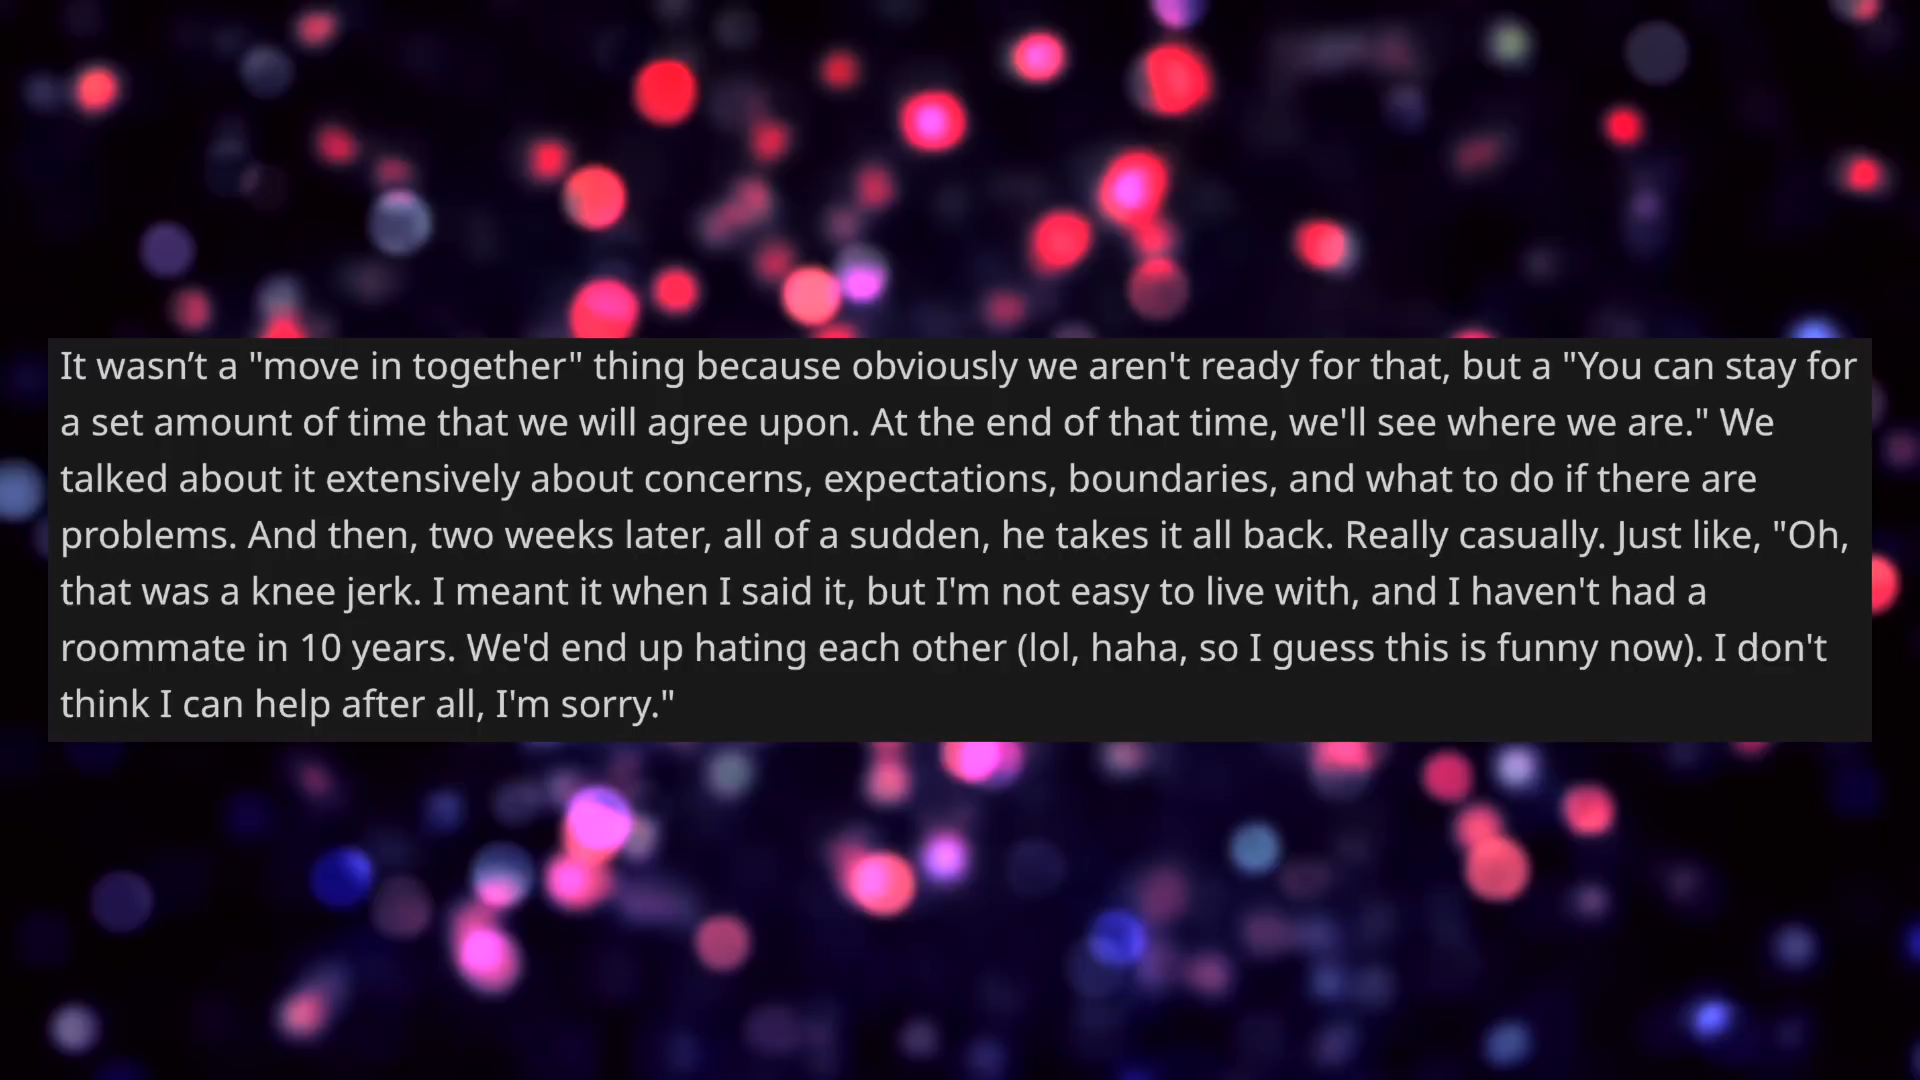 It wasn’t a "move in together" thing because obviously we aren't ready for that, but a "You can stay for
a set amount of time that we will agree upon. At the end of that time, we'll see where we are." We
talked about it extensively about concerns, expectations, boundaries, and what to do if there are
problems. And then, two weeks later, all of a sudden, he takes it all back. Really casually. Just like, "Oh,
that was a knee jerk. I meant it when I said it, but I'm not easy to live with, and I haven't had a
roommate in 10 years. We'd end up hating each other (lol, haha, so I guess this is funny now). I don't
think I can help after all, I'm sorry."